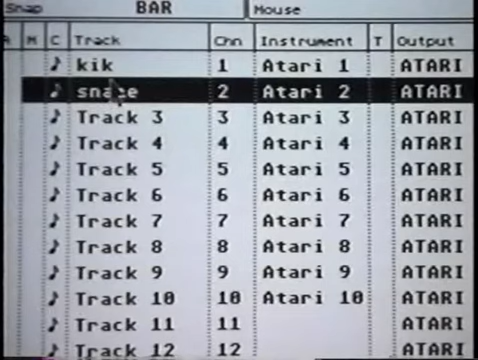 Snap BAR Mouse
A M C Track Chn Instrument T Output
kik 1 Atari 1 ATARI
snare 2 Atari 2 ATARI
Track 3 3 Atari 3 ATARI
Track 4 4 Atari 4 ATARI
Track 5 5 Atari 5 ATARI
Track 6 6 Atari 6 ATARI
Track 7 7 Atari 7 ATARI
Track 8 8 Atari 8 ATARI
Track 9 9 Atari 9 ATARI
Track 10 10 Atari 10 ATARI
Track 11 11 ATARI
Track 12 12 ATARI